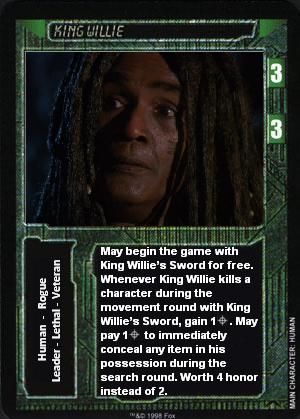 KING WILLIE
3
3
Human - Rogue
Leader - Lethal - Veteran
May begin the game with
King Willie's Sword for free.
Whenever King Willie kills a
character during the
movement round with King
Willie's Sword, gain 1 . May
pay 1 to immediately
conceal any item in his
possession during the
search round. Worth 4 honor
instead of 2.
MAIN CHARACTER: HUMAN
™&© 1998 Fox